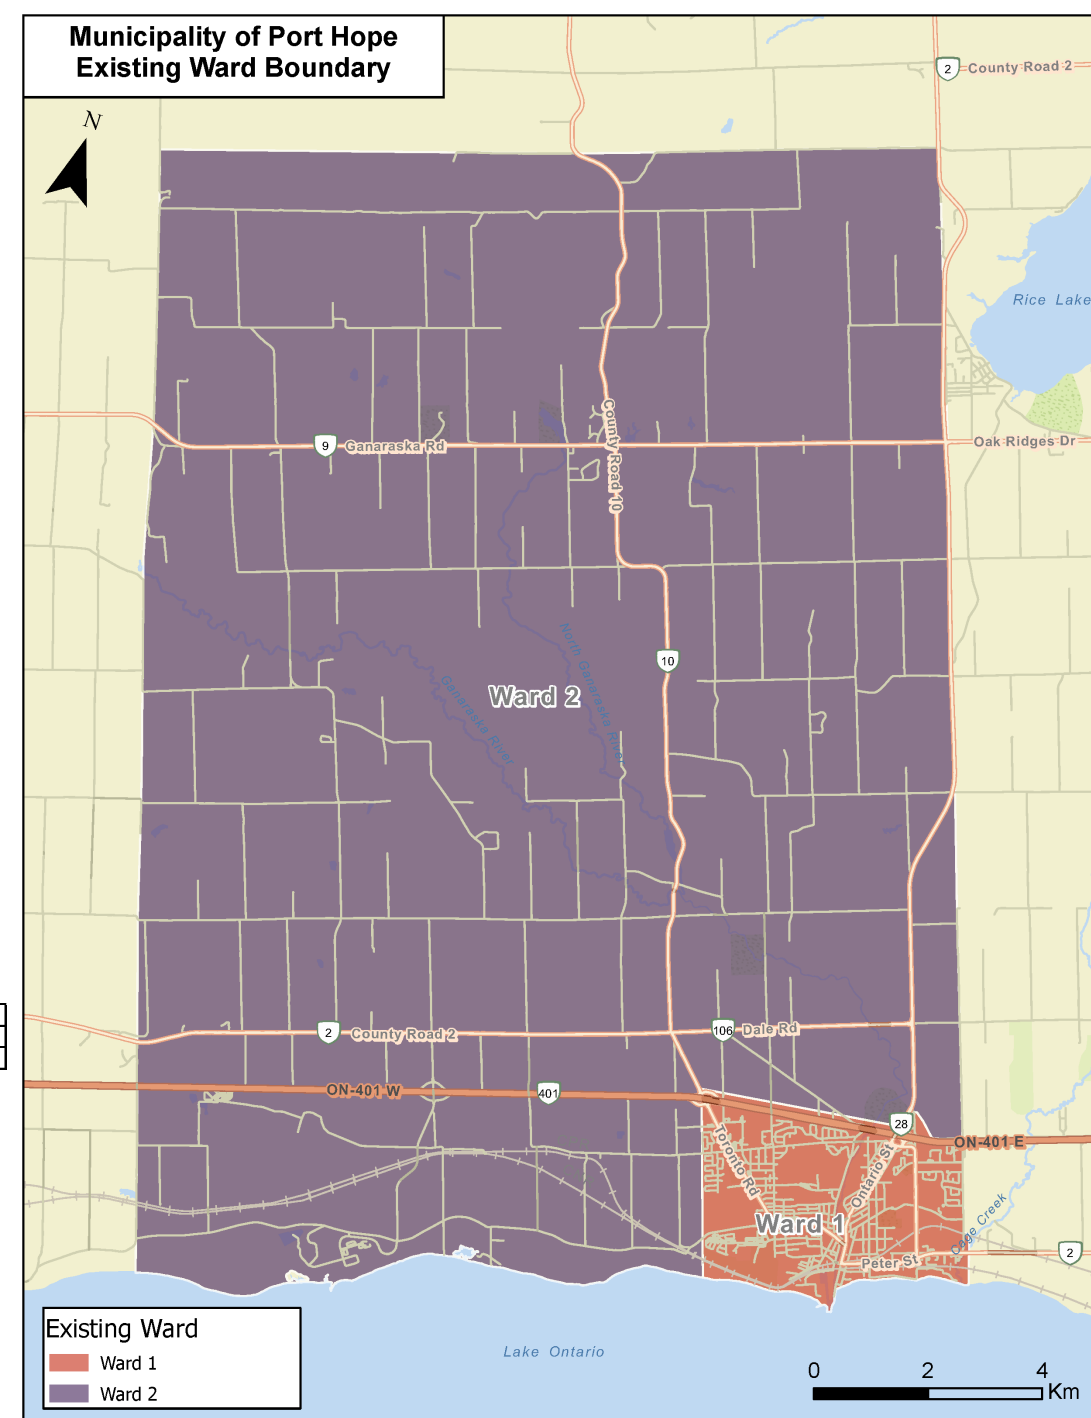 Municipality of Port Hope
Existing Ward Boundary
N
2
County Road 2
Rice Lake
9
Ganaraska Rd
County Road 10
Oak Ridges Dr
10
North Ganaraska River
Ganaraska River
Ward 2
2
County Road 2
106
Dale Rd
ON-401 W
401
28
ON-401 E
Toronto Rd
Ontario St
Ward 1
Gage Creek
Peter St
2
Lake Ontario
Existing Ward
Ward 1
Ward 2
0 2 4
Km